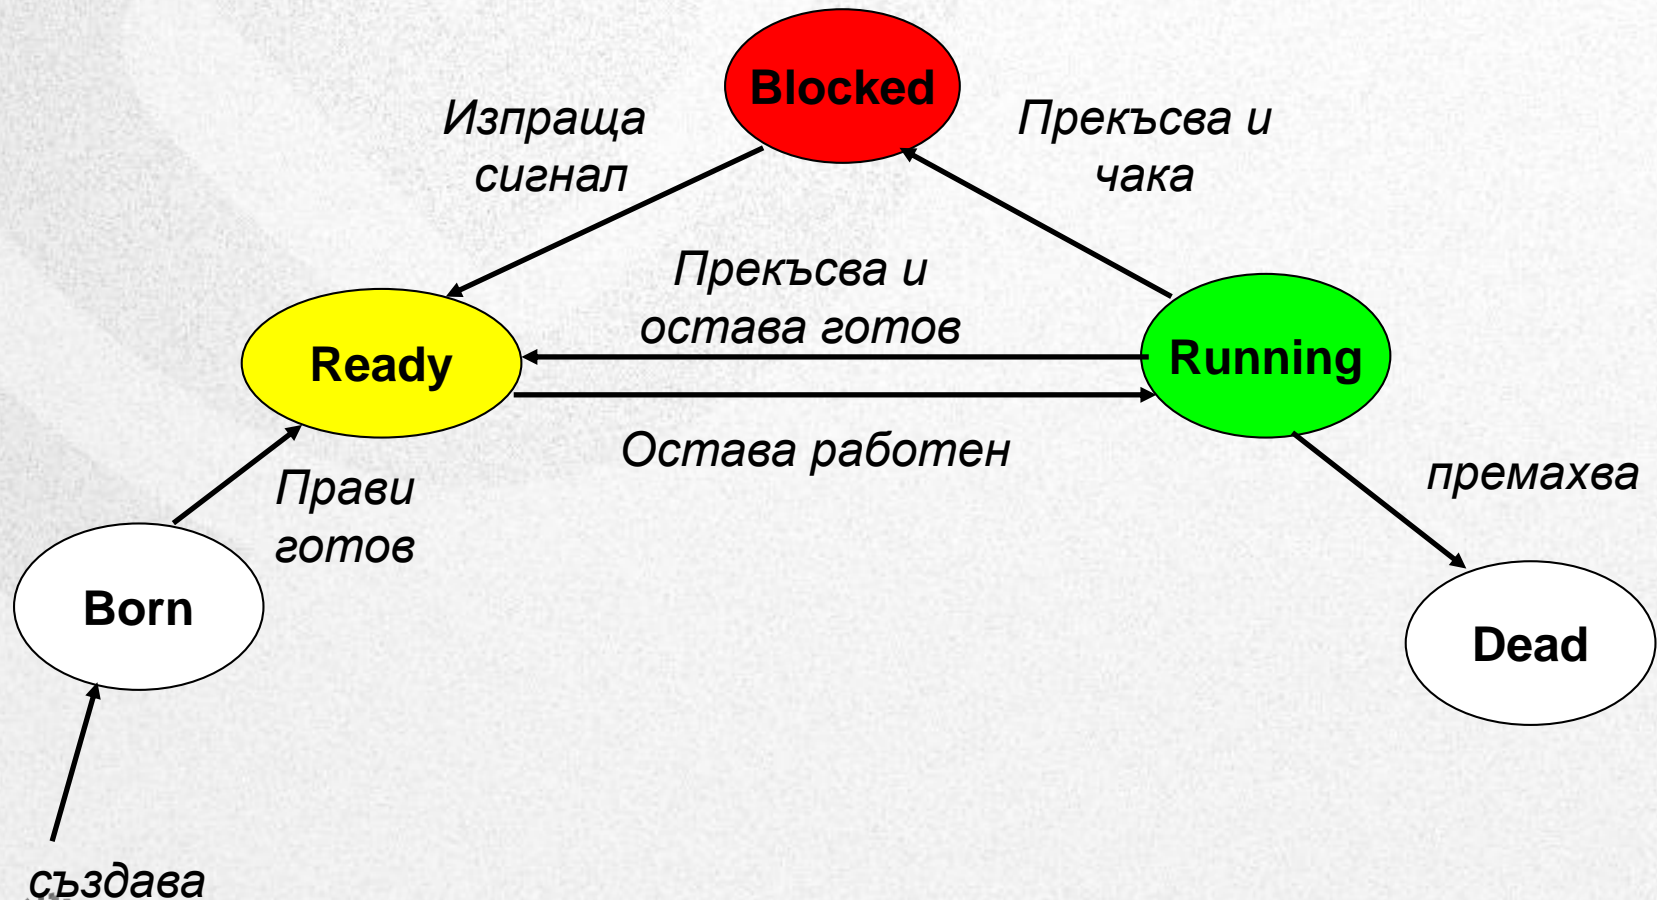 Blocked
Изпраща
сигнал
Прекъсва и
чака
Прекъсва и
остава готов
Ready
Running
Остава работен
Прави
готов
премахва
Born
Dead
създава